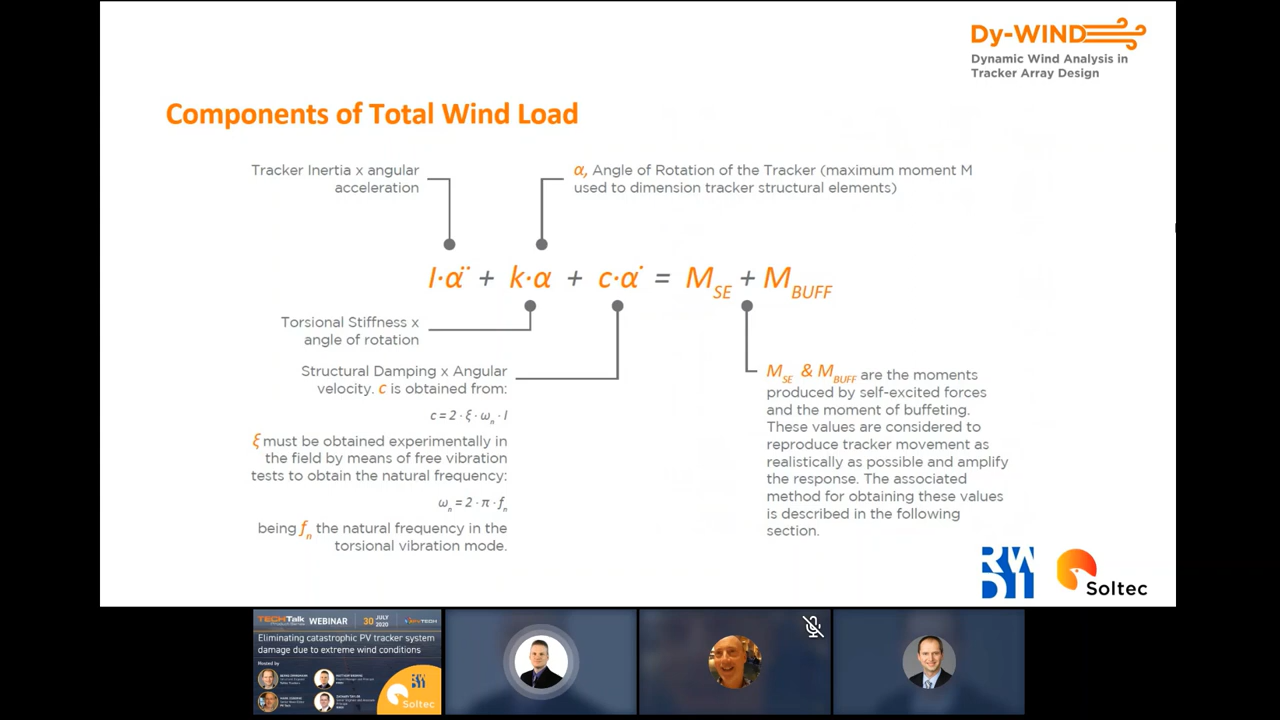 Dy-WIND
Dynamic Wind Analysis in
Tracker Array Design
Components of Total Wind Load
Tracker Inertia x angular
acceleration
α, Angle of Rotation of the Tracker (maximum moment M
used to dimension tracker structural elements)
I·α̈ + k·α + c·α̇ = M_SE + M_BUFF
Torsional Stiffness x
angle of rotation
Structural Damping x Angular
velocity. c is obtained from:
c = 2 · ξ · ω_n · I
ξ must be obtained experimentally in
the field by means of free vibration
tests to obtain the natural frequency:
ω_n = 2 · π · f_n
being f_n the natural frequency in the
torsional vibration mode.
M_SE & M_BUFF are the moments
produced by self-excited forces
and the moment of buffeting.
These values are considered to
reproduce tracker movement as
realistically as possible and amplify
the response. The associated
method for obtaining these values
is described in the following
section.
RWDI
Soltec
TECHTalk
WEBINAR
30 JULY
2020
Eliminating catastrophic PV tracker system
damage due to extreme wind conditions
Hosted by
Soltec